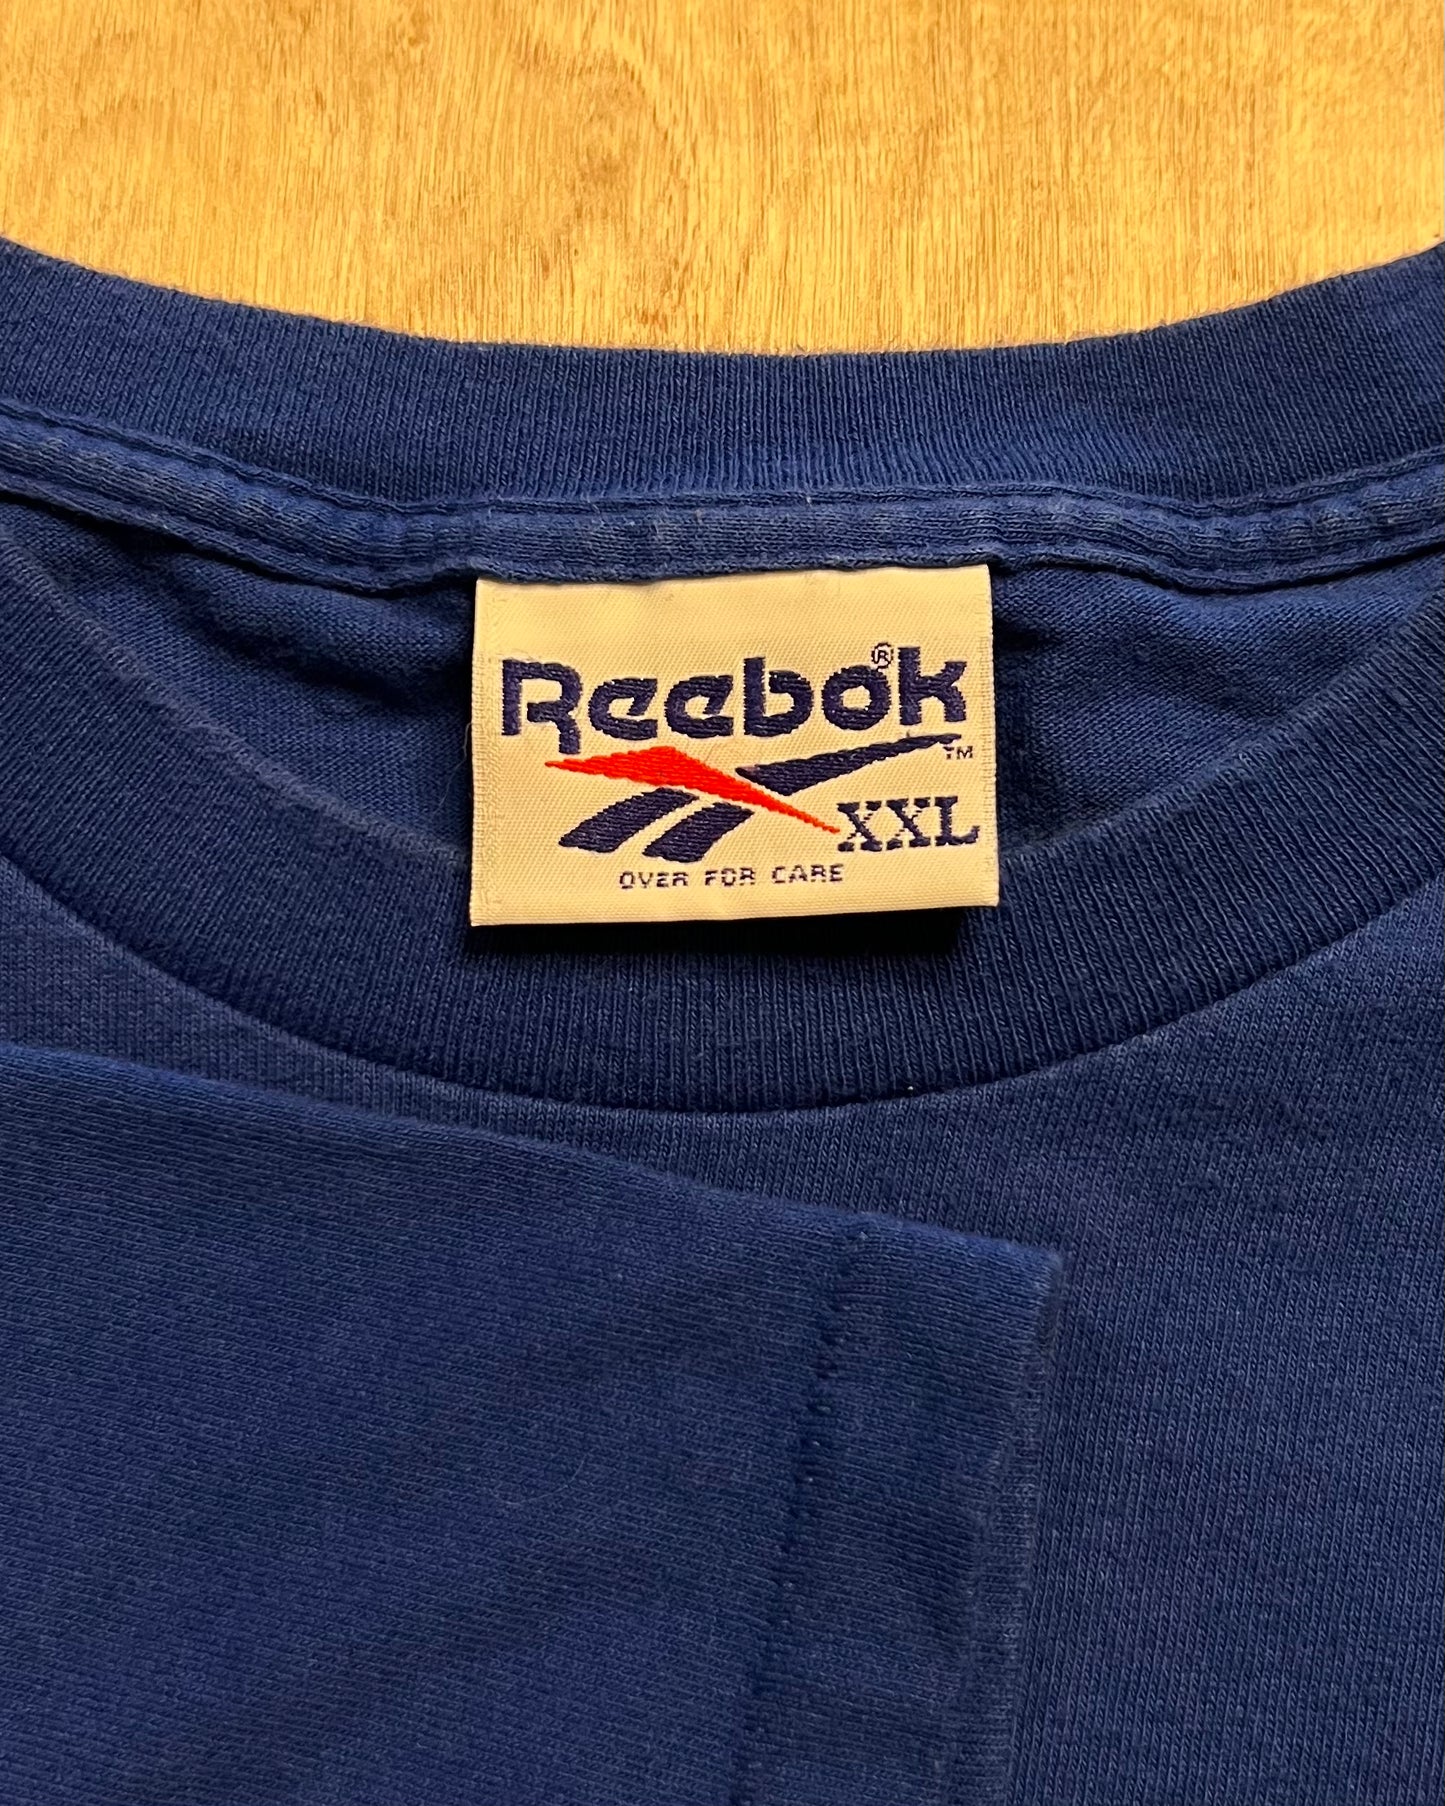 Reebok®
™
XXL
OVER FOR CARE